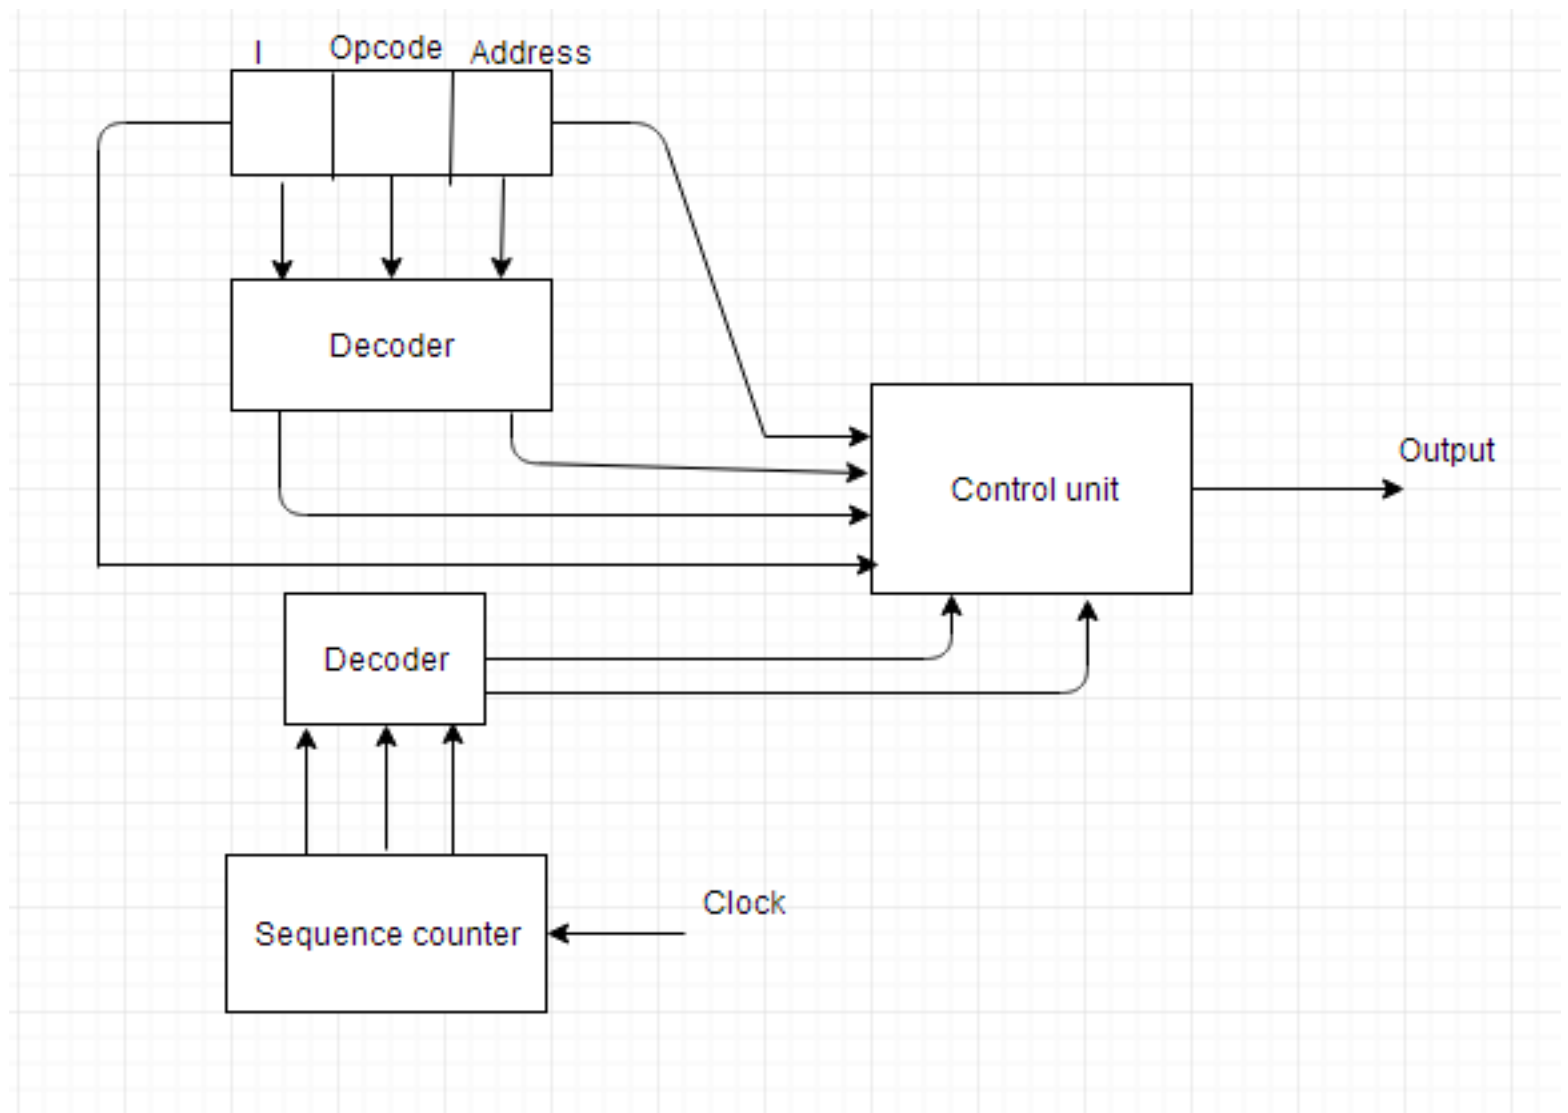 I Opcode Address
Decoder
Output
Control unit
Decoder
Clock
Sequence counter